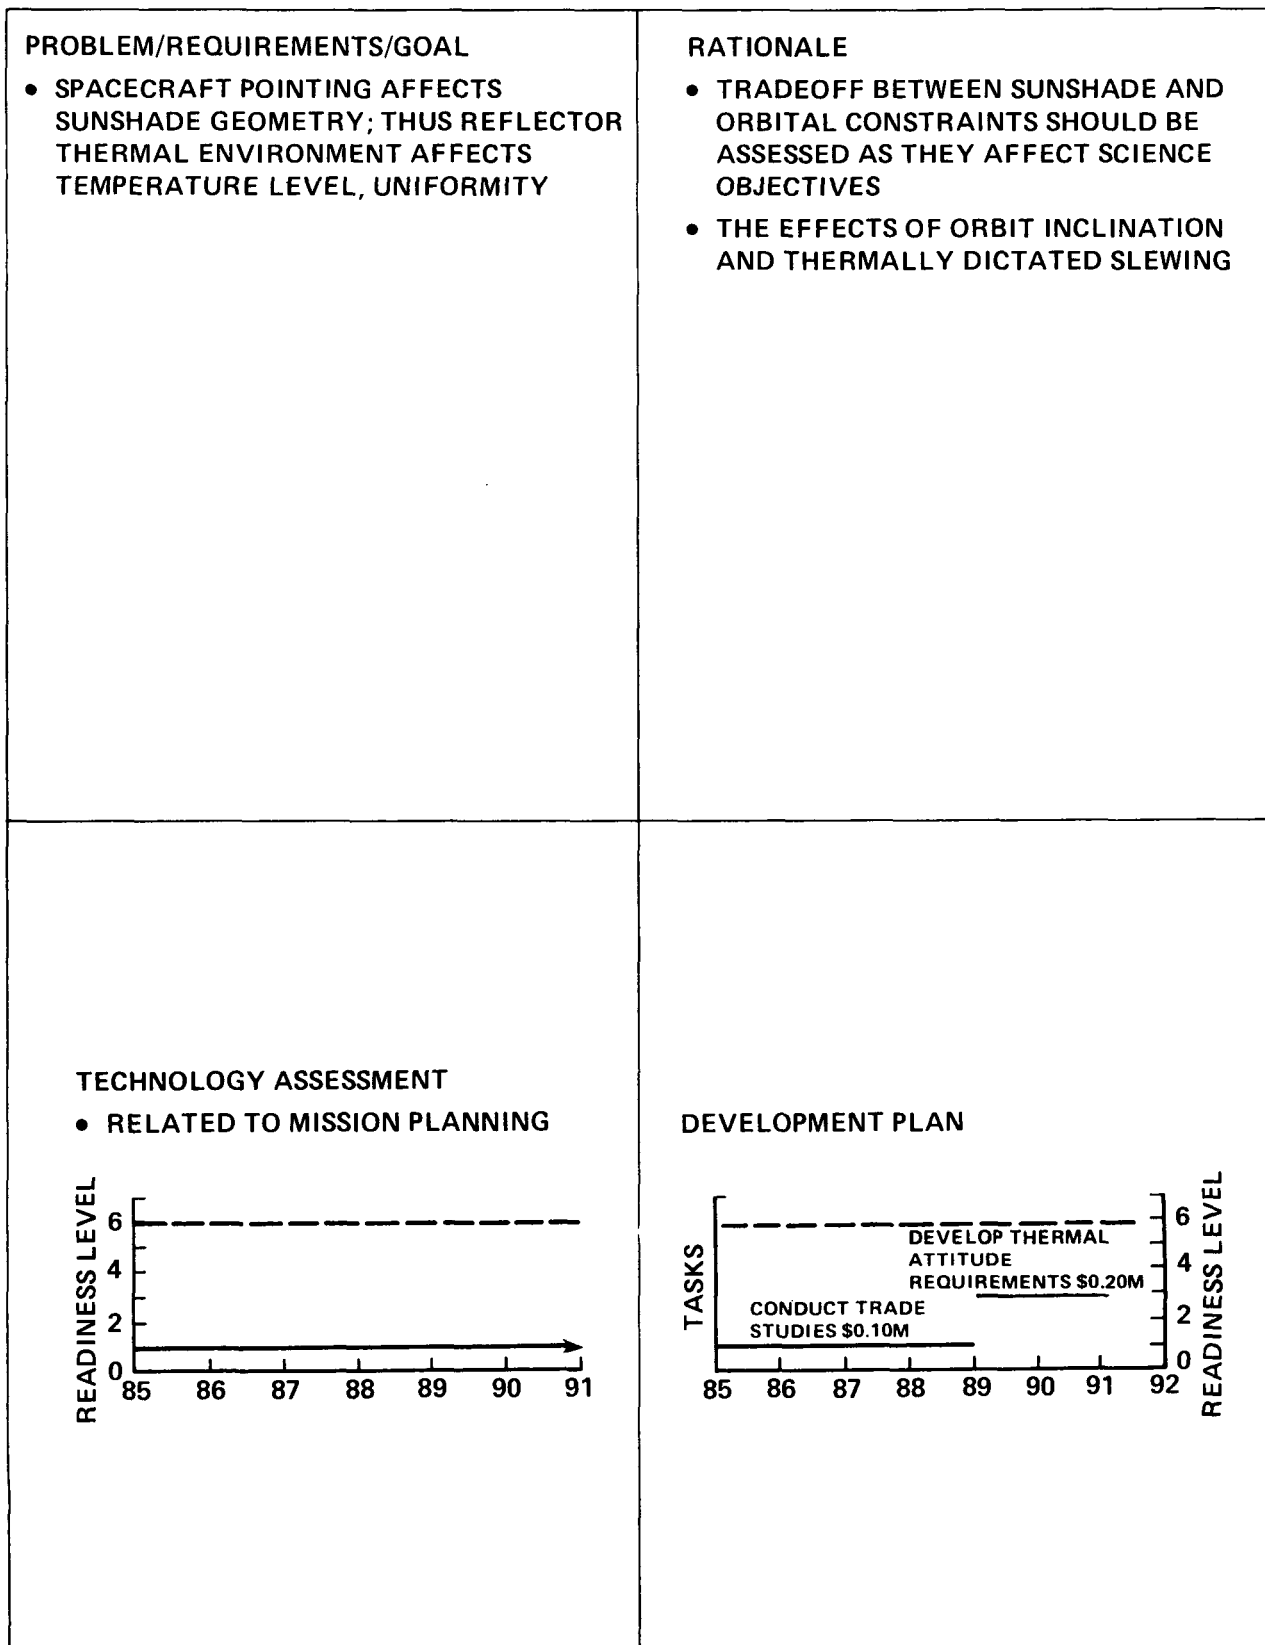 PROBLEM/REQUIREMENTS/GOAL
• SPACECRAFT POINTING AFFECTS
SUNSHADE GEOMETRY; THUS REFLECTOR
THERMAL ENVIRONMENT AFFECTS
TEMPERATURE LEVEL, UNIFORMITY
RATIONALE
• TRADEOFF BETWEEN SUNSHADE AND
ORBITAL CONSTRAINTS SHOULD BE
ASSESSED AS THEY AFFECT SCIENCE
OBJECTIVES
• THE EFFECTS OF ORBIT INCLINATION
AND THERMALLY DICTATED SLEWING
TECHNOLOGY ASSESSMENT
• RELATED TO MISSION PLANNING
READINESS LEVEL
6
4
2
0
85 86 87 88 89 90 91
DEVELOPMENT PLAN
TASKS
DEVELOP THERMAL
ATTITUDE
REQUIREMENTS $0.20M
CONDUCT TRADE
STUDIES $0.10M
6
4
2
0
READINESS LEVEL
85 86 87 88 89 90 91 92